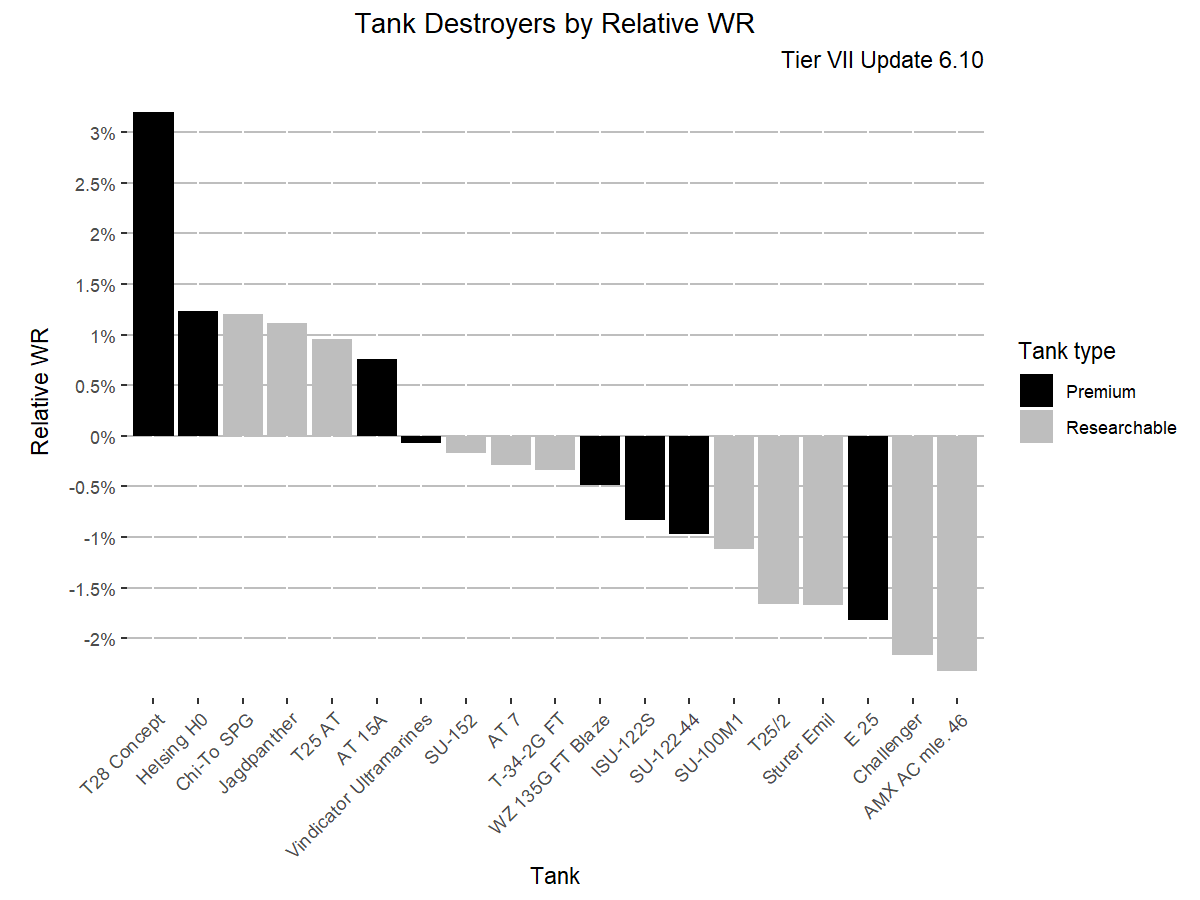 Tank Destroyers by Relative WR
Tier VII Update 6.10
3%
2.5%
2%
1.5%
1%
0.5%
0%
-0.5%
-1%
-1.5%
-2%
Relative WR
T28 Concept
Helsing H0
Chi-To SPG
Jagdpanther
T25 AT
AT 15A
Vindicator Ultramarines
SU-152
AT 7
T-34-2G FT
WZ 135G FT Blaze
ISU-122S
SU-122-44
SU-100M1
T25/2
Sturer Emil
E 25
Challenger
AMX AC mle. 46
Tank
Tank type
Premium
Researchable